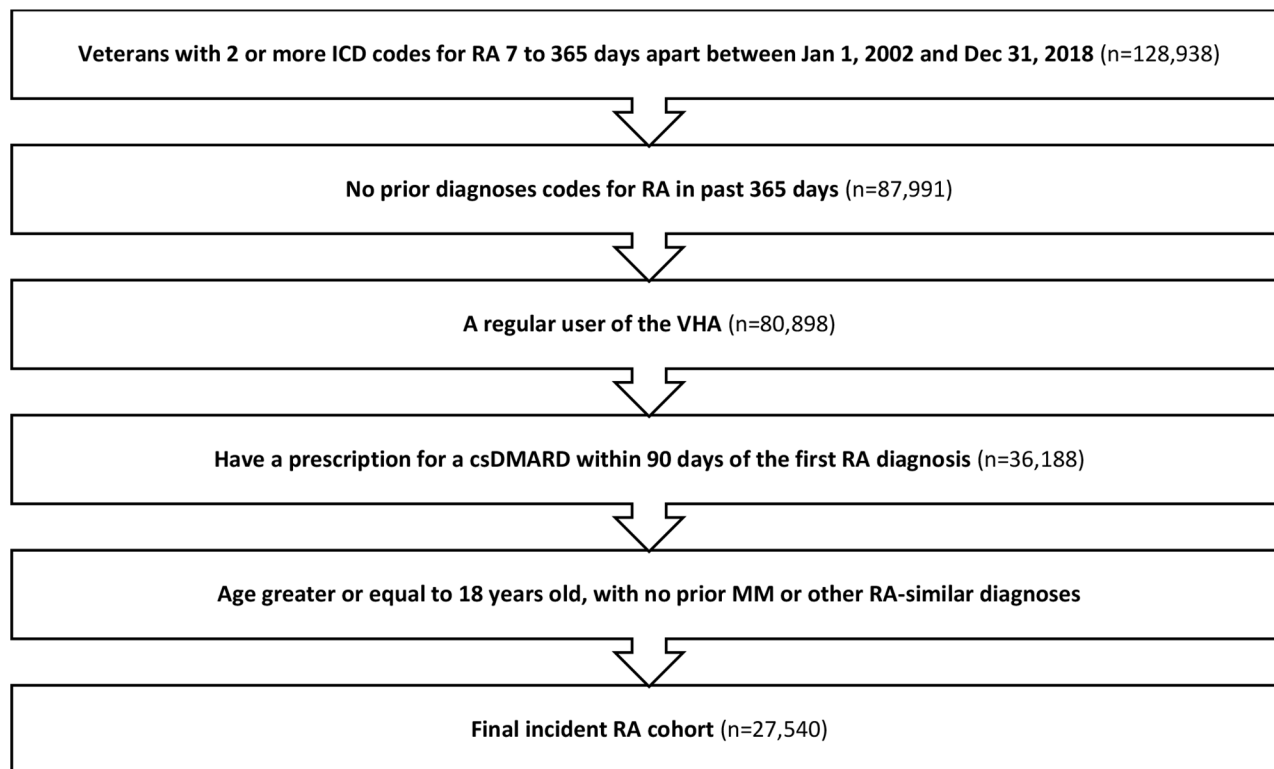 Veterans with 2 or more ICD codes for RA 7 to 365 days apart between Jan 1, 2002 and Dec 31, 2018 (n=128,938)
No prior diagnoses codes for RA in past 365 days (n=87,991)
A regular user of the VHA (n=80,898)
Have a prescription for a csDMARD within 90 days of the first RA diagnosis (n=36,188)
Age greater or equal to 18 years old, with no prior MM or other RA-similar diagnoses
Final incident RA cohort (n=27,540)